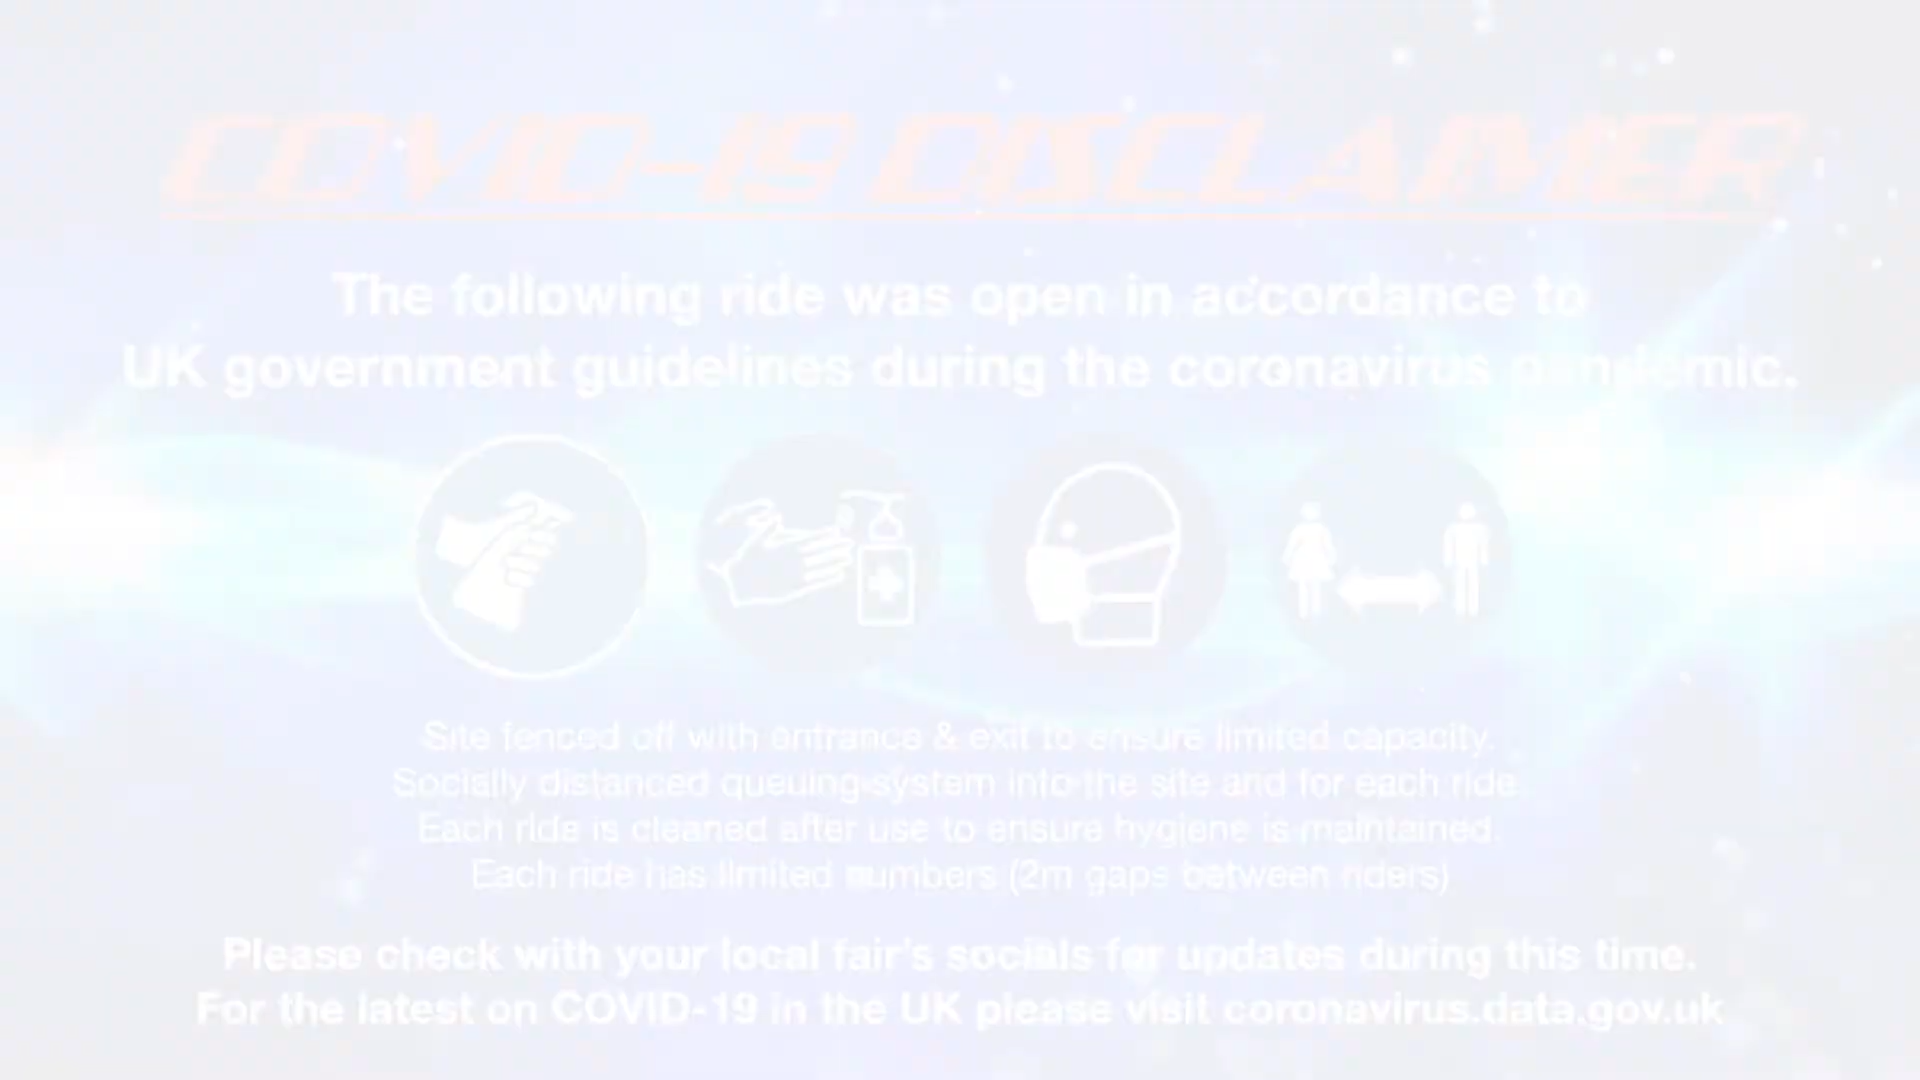 COVID-19 DISCLAIMER
The following ride was open in accordance to
UK government guidelines during the coronavirus pandemic.
Site fenced off with entrance & exit to ensure limited capacity.
Socially distanced queuing system into the site and for each ride.
Each ride is cleaned after use to ensure hygiene is maintained.
Each ride has limited numbers (2m gaps between riders)
Please check with your local fair's socials for updates during this time.
For the latest on COVID-19 in the UK please visit coronavirus.data.gov.uk